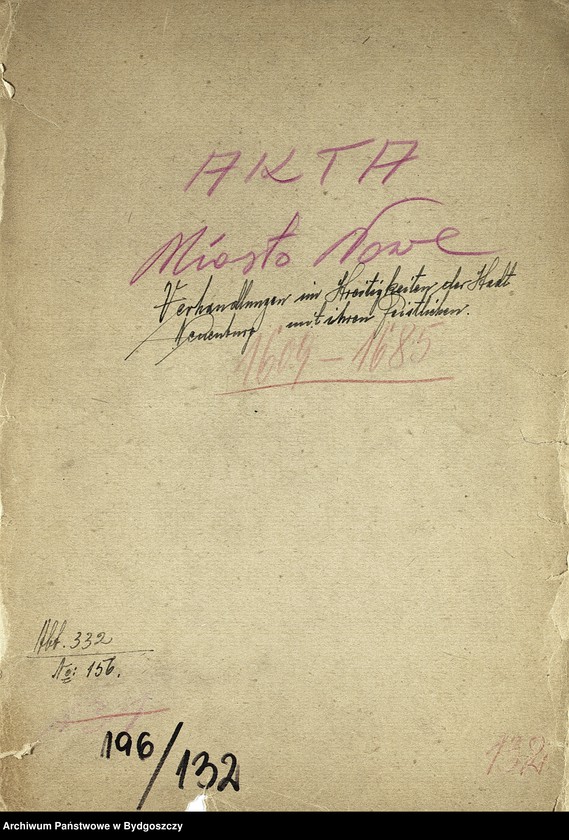 AKTA
Miasto Nowe
Verhandlungen in Streitigkeiten der Stadt
Neuenburg mit ihren Geistlichen.
1609 – 1685
Abt. 332
No: 156.
196/132
132
Archiwum Państwowe w Bydgoszczy